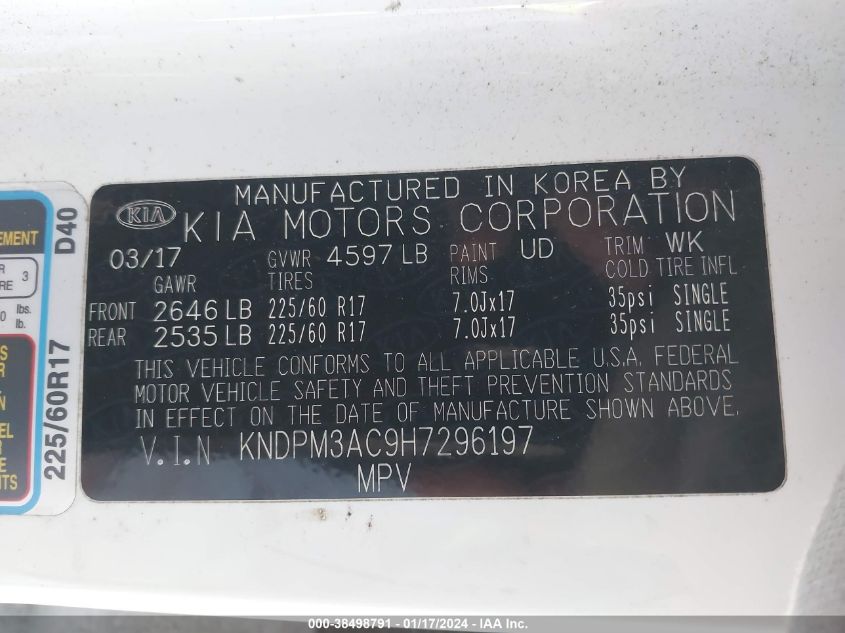 MANUFACTURED IN KOREA BY
KIA KIA MOTORS CORPORATION
03/17 GVWR 4597 LB PAINT UD TRIM WK
GAWR TIRES RIMS COLD TIRE INFL
FRONT 2646 LB 225/60 R17 7.0Jx17 35psi SINGLE
REAR 2535 LB 225/60 R17 7.0Jx17 35psi SINGLE
THIS VEHICLE CONFORMS TO ALL APPLICABLE U.S.A. FEDERAL
MOTOR VEHICLE SAFETY AND THEFT PREVENTION STANDARDS
IN EFFECT ON THE DATE OF MANUFACTURE SHOWN ABOVE.
V.I.N KNDPM3AC9H7296197
MPV
D40
225/60R17
3
lbs.
lb.
000-38498791 - 01/17/2024 - IAA Inc.